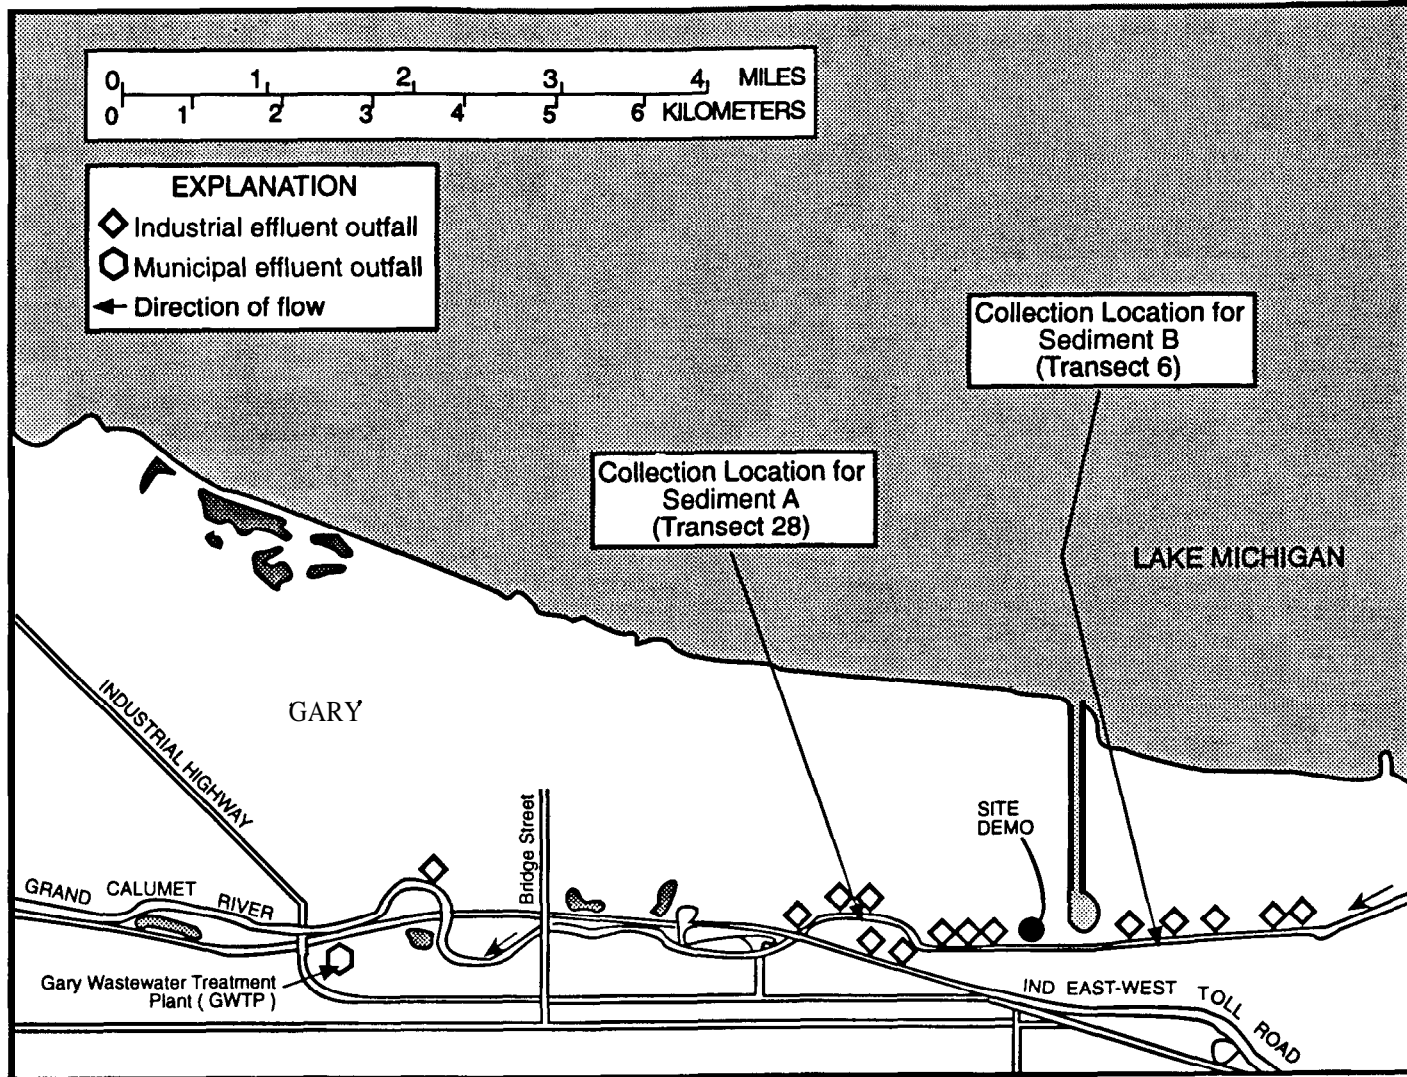 0 1 2 3 4 MILES
0 1 2 3 4 5 6 KILOMETERS
EXPLANATION
Industrial effluent outfall
Municipal effluent outfall
Direction of flow
Collection Location for
Sediment B
(Transect 6)
Collection Location for
Sediment A
(Transect 28)
LAKE MICHIGAN
GARY
INDUSTRIAL HIGHWAY
Bridge Street
SITE
DEMO
GRAND CALUMET RIVER
Gary Wastewater Treatment
Plant ( GWTP )
IND EAST-WEST TOLL ROAD